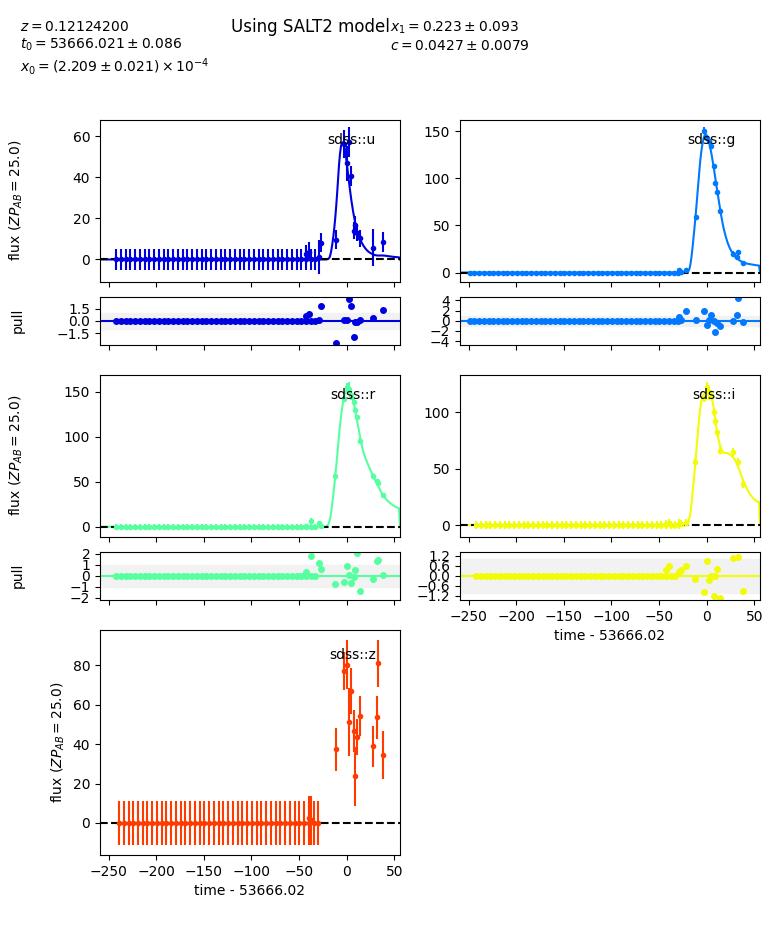 Using SALT2 model
z = 0.12124200
t₀ = 53666.021 ± 0.086
x₀ = (2.209 ± 0.021) × 10⁻⁴
x₁ = 0.223 ± 0.093
c = 0.0427 ± 0.0079
flux (ZP_AB = 25.0)
60
40
20
0
sdss::u
150
100
50
0
sdss::g
pull
1.5
0.0
−1.5
4
2
0
−2
−4
flux (ZP_AB = 25.0)
150
100
50
0
sdss::r
100
50
0
sdss::i
pull
2
1
0
−1
−2
1.2
0.6
0.0
−0.6
−1.2
−250 −200 −150 −100 −50 0 50
time - 53666.02
flux (ZP_AB = 25.0)
80
60
40
20
0
sdss::z
−250 −200 −150 −100 −50 0 50
time - 53666.02